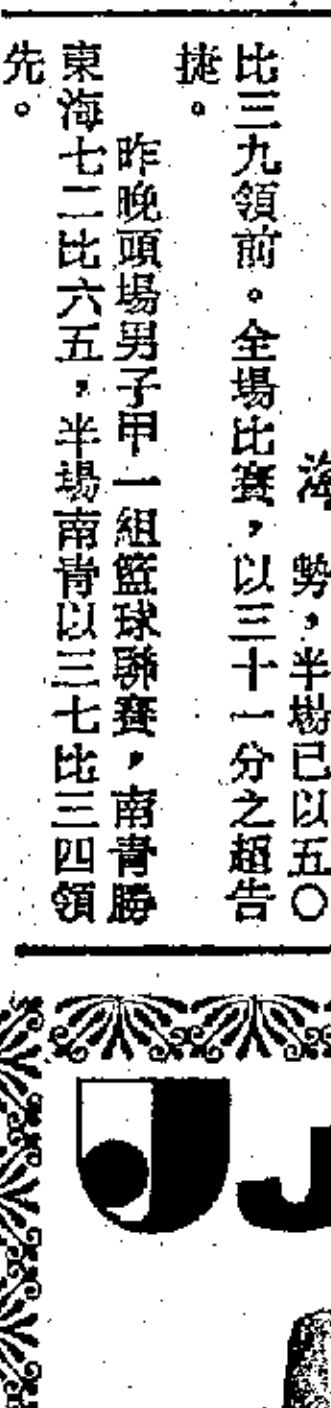 勢，半場已以五〇
比三九領前。全場比賽，以三十一分之超告
捷。
昨晚頭場男子甲一組籃球聯賽，南青勝
東海七二比六五，半場南青以三七比三四領
先。